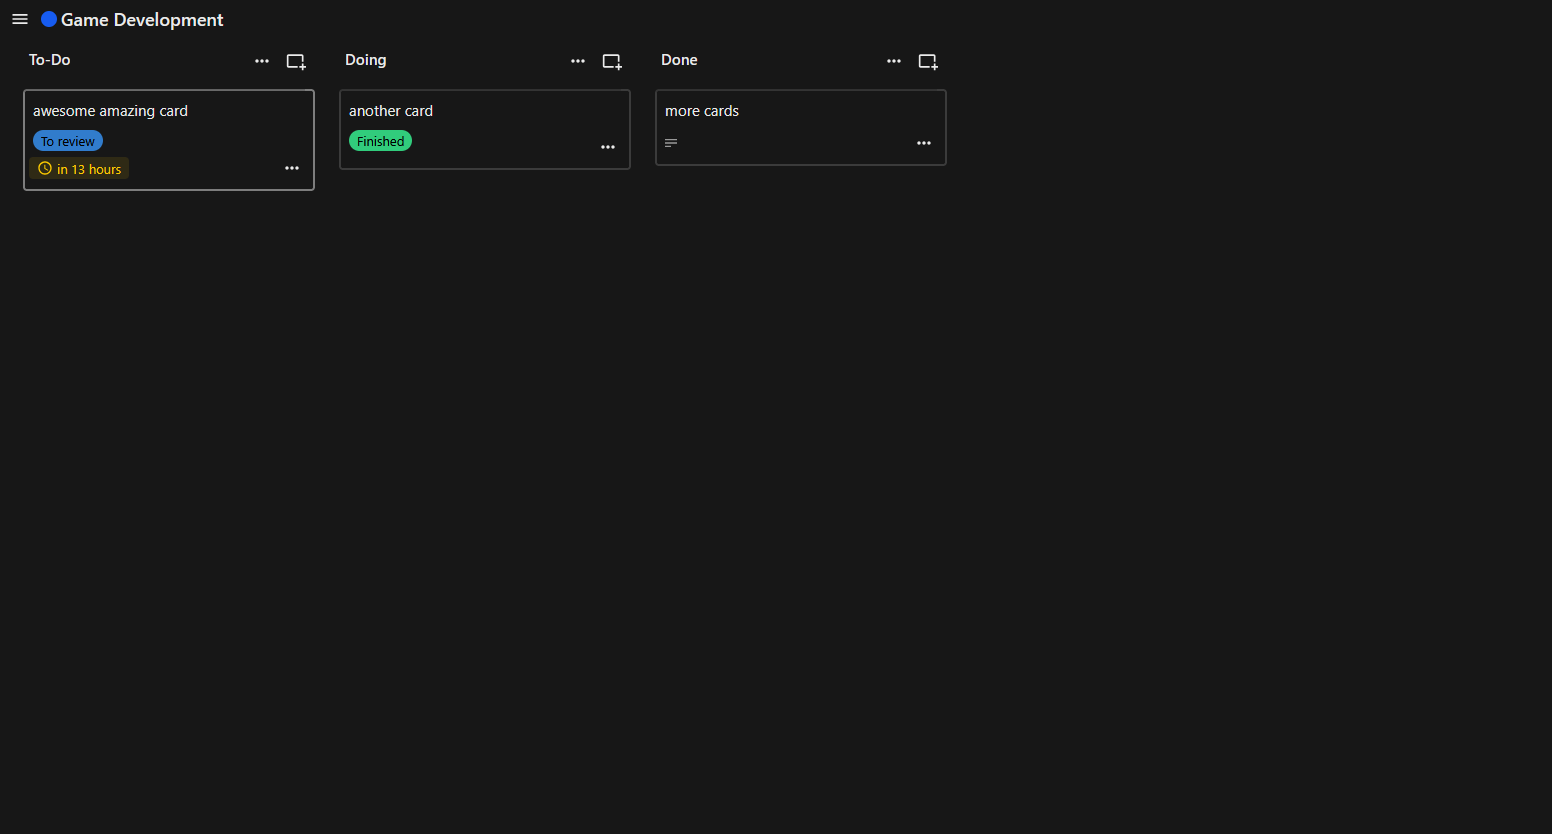 Game Development
To-Do
Doing
Done
awesome amazing card
To review
in 13 hours
another card
Finished
more cards